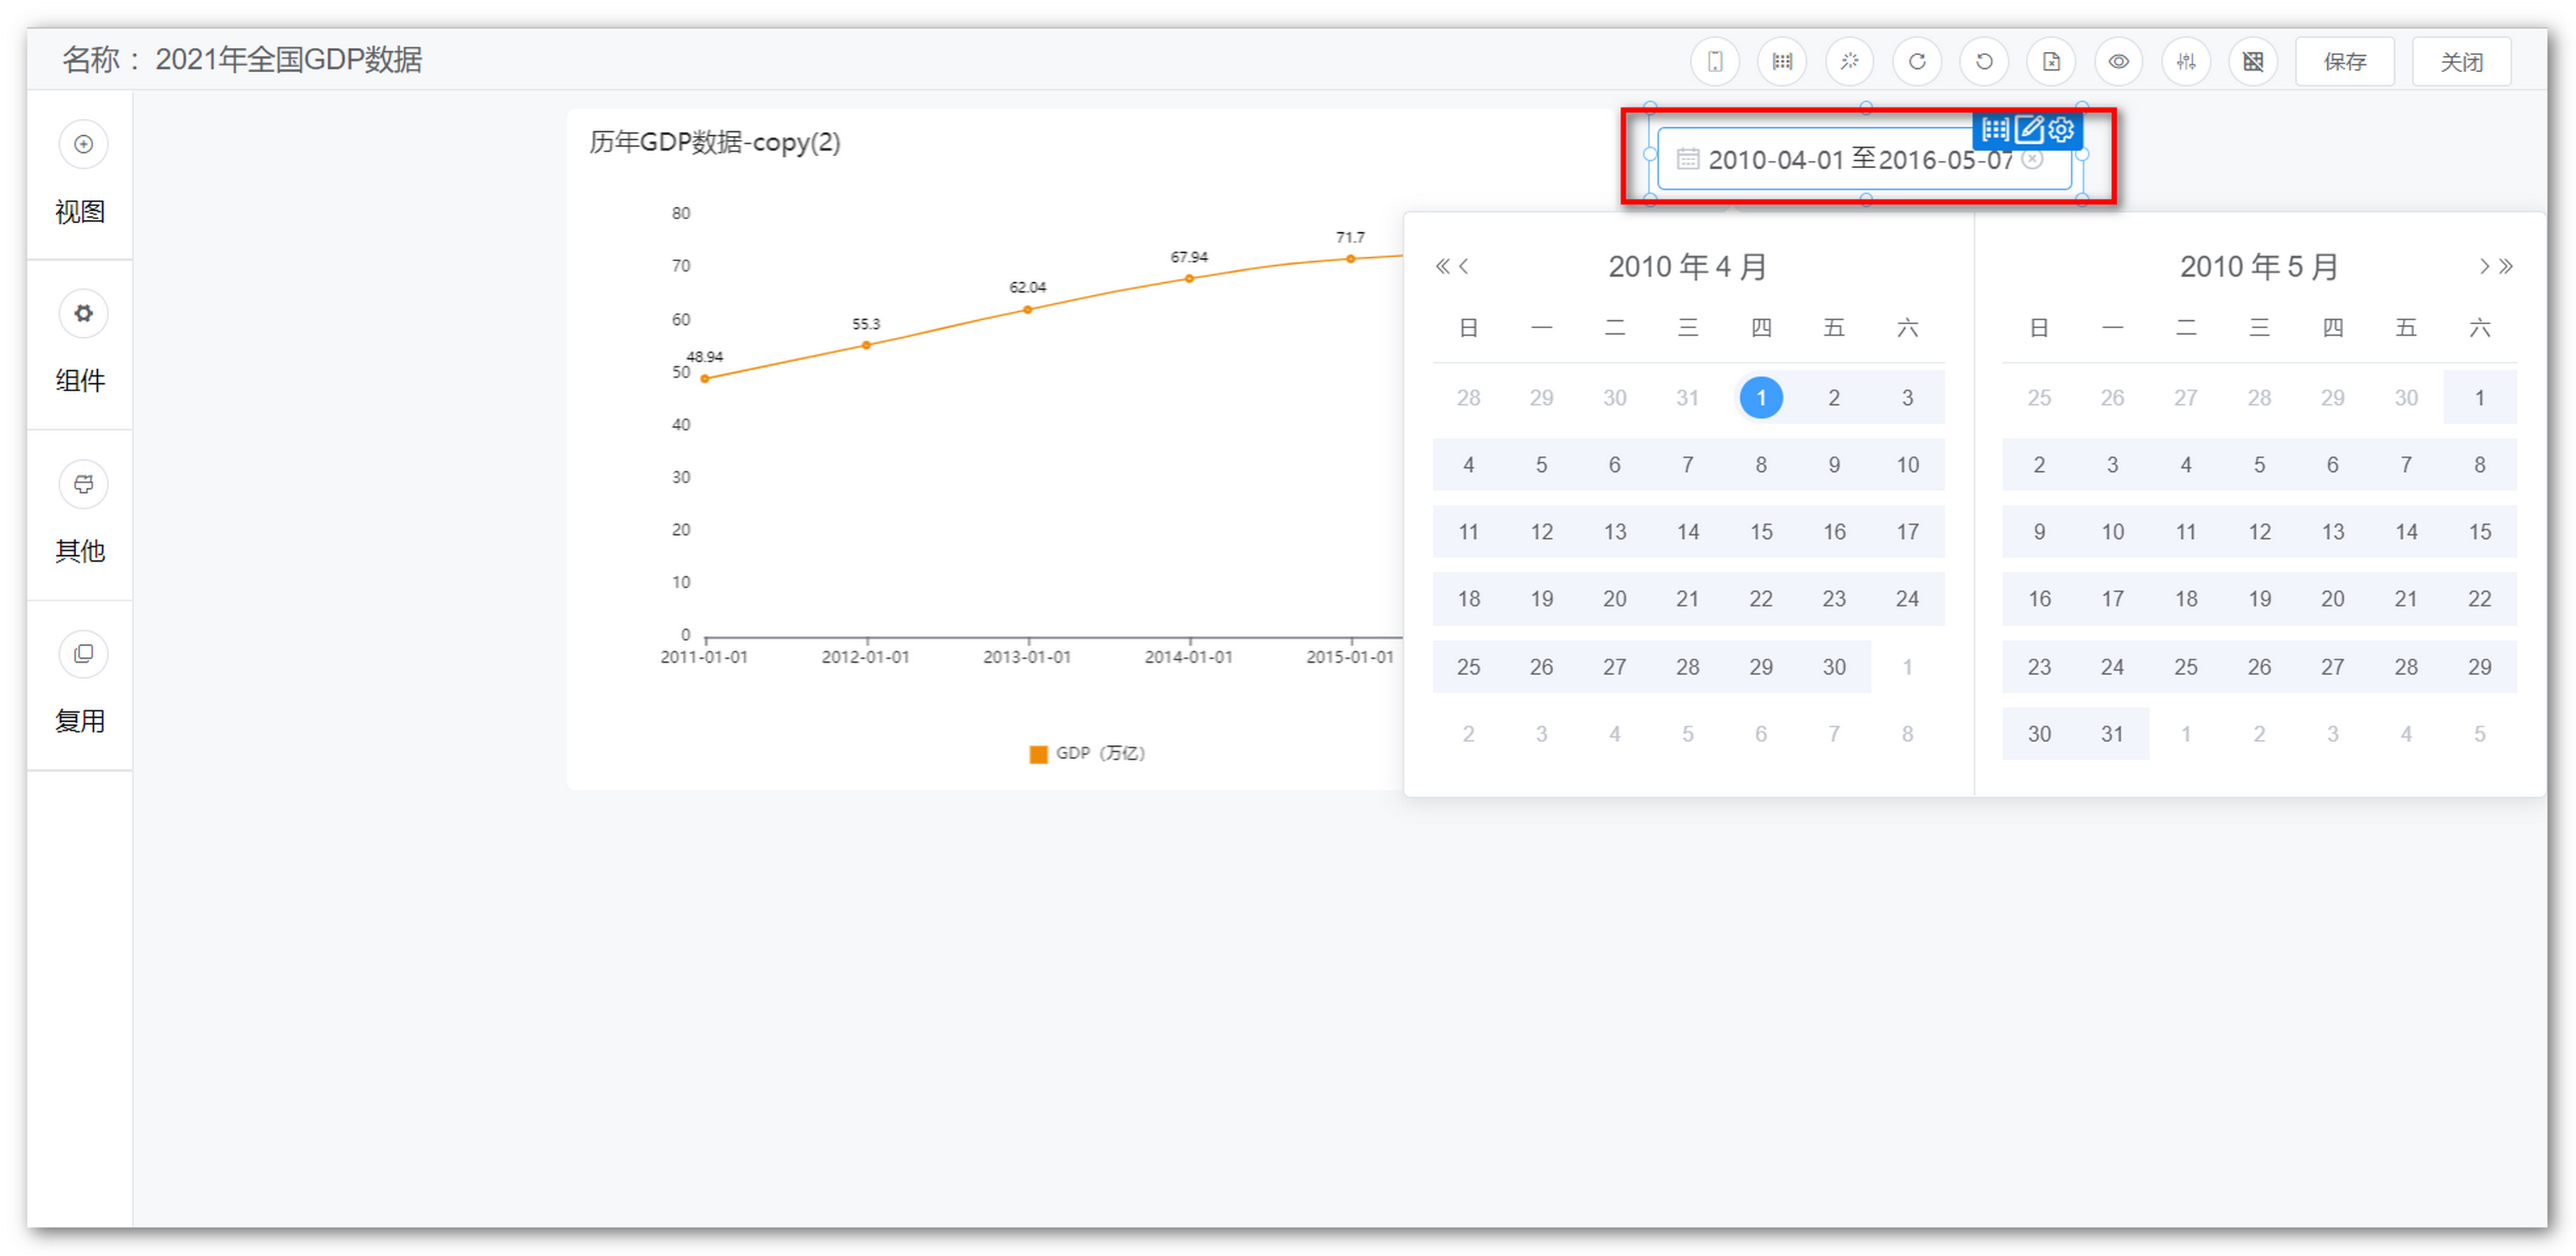 名称： 2021年全国GDP数据
保存
关闭
视图
组件
其他
复用
历年GDP数据-copy(2)
2010-04-01 至2016-05-07
80
70
60
50
40
30
20
10
0
48.94
55.3
62.04
67.94
71.7
2011-01-01 2012-01-01 2013-01-01 2014-01-01 2015-01-01
GDP（万亿）
2010 年 4 月
日 一 二 三 四 五 六
28 29 30 31 1 2 3
4 5 6 7 8 9 10
11 12 13 14 15 16 17
18 19 20 21 22 23 24
25 26 27 28 29 30 1
2 3 4 5 6 7 8
2010 年 5 月
日 一 二 三 四 五 六
25 26 27 28 29 30 1
2 3 4 5 6 7 8
9 10 11 12 13 14 15
16 17 18 19 20 21 22
23 24 25 26 27 28 29
30 31 1 2 3 4 5